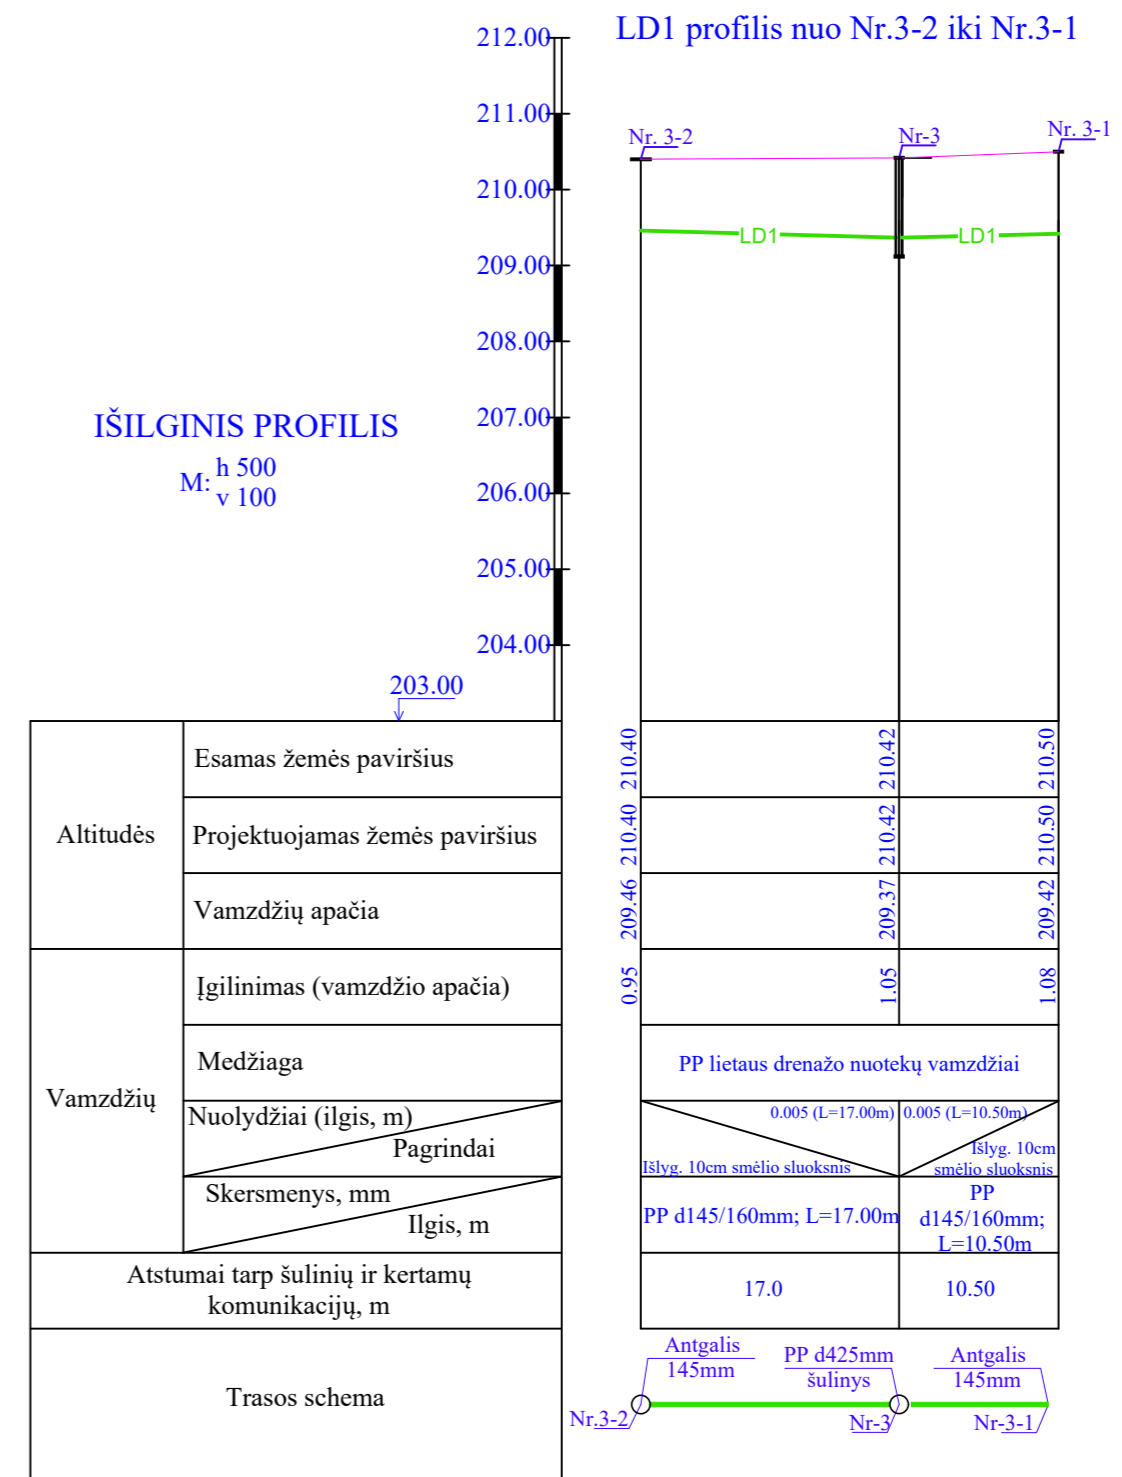 LD1 profilis nuo Nr.3-2 iki Nr.3-1
212.00
211.00
210.00
209.00
208.00
207.00
206.00
205.00
204.00
203.00
Nr. 3-2
Nr-3
Nr. 3-1
LD1
LD1
IŠILGINIS PROFILIS
M: h 500
v 100
Altitudės
Esamas žemės paviršius
210.40
210.42
210.50
Projektuojamas žemės paviršius
210.40
210.42
210.50
Vamzdžių apačia
209.46
209.37
209.42
Vamzdžių
Įgilinimas (vamzdžio apačia)
0.95
1.05
1.08
Medžiaga
PP lietaus drenažo nuotekų vamzdžiai
Nuolydžiai (ilgis, m)
Pagrindai
0.005 (L=17.00m)
Išlyg. 10cm smėlio sluoksnis
0.005 (L=10.50m)
Išlyg. 10cm
smėlio sluoksnis
Skersmenys, mm
Ilgis, m
PP d145/160mm; L=17.00m
PP
d145/160mm;
L=10.50m
Atstumai tarp šulinių ir kertamų
komunikacijų, m
17.0
10.50
Trasos schema
Antgalis
145mm
PP d425mm
šulinys
Antgalis
145mm
Nr.3-2
Nr-3
Nr-3-1